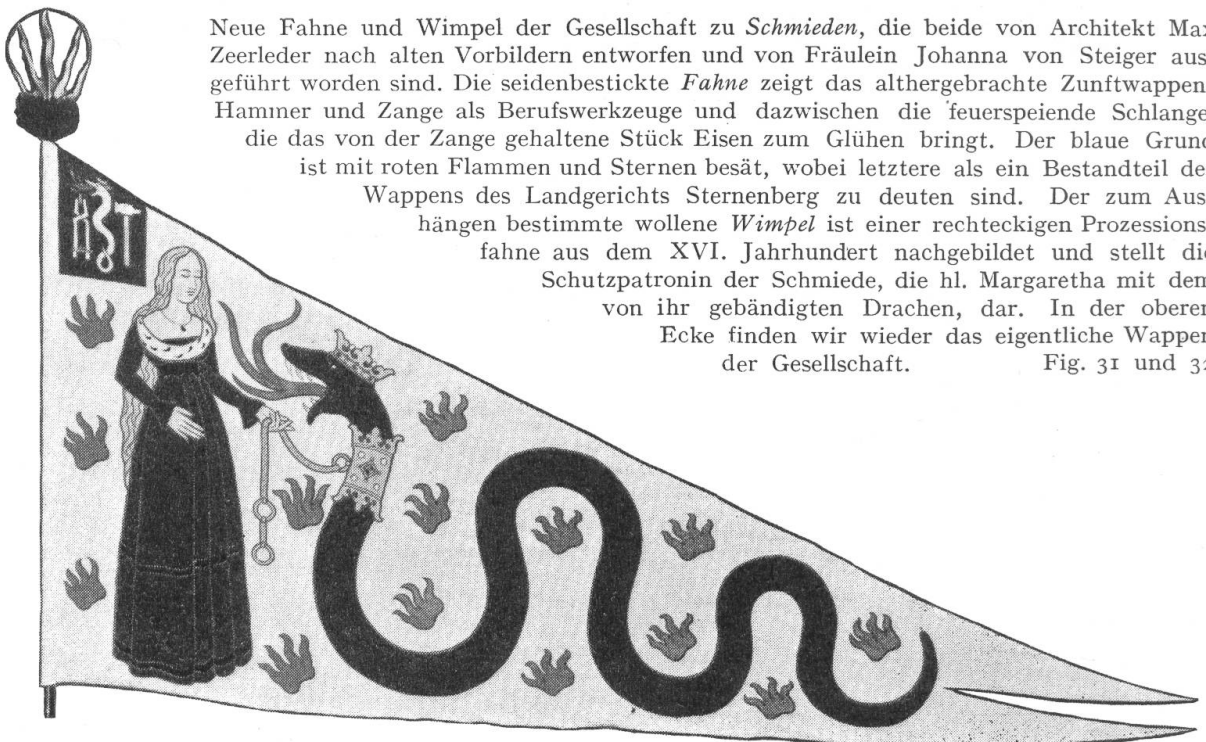 Neue Fahne und Wimpel der Gesellschaft zu Schmieden, die beide von Architekt Max
Zeerleder nach alten Vorbildern entworfen und von Fräulein Johanna von Steiger aus
geführt worden sind. Die seidenbestickte Fahne zeigt das althergebrachte Zunftwappen
Hammer und Zange als Berufswerkzeuge und dazwischen die feuerspeiende Schlange
die das von der Zange gehaltene Stück Eisen zum Glühen bringt. Der blaue Grund
ist mit roten Flammen und Sternen besät, wobei letztere als ein Bestandteil de
Wappens des Landgerichts Sternenberg zu deuten sind. Der zum Aus
hängen bestimmte wollene Wimpel ist einer rechteckigen Prozessions
fahne aus dem XVI. Jahrhundert nachgebildet und stellt die
Schutzpatronin der Schmiede, die hl. Margaretha mit dem
von ihr gebändigten Drachen, dar. In der oberen
Ecke finden wir wieder das eigentliche Wappen
der Gesellschaft. Fig. 31 und 32